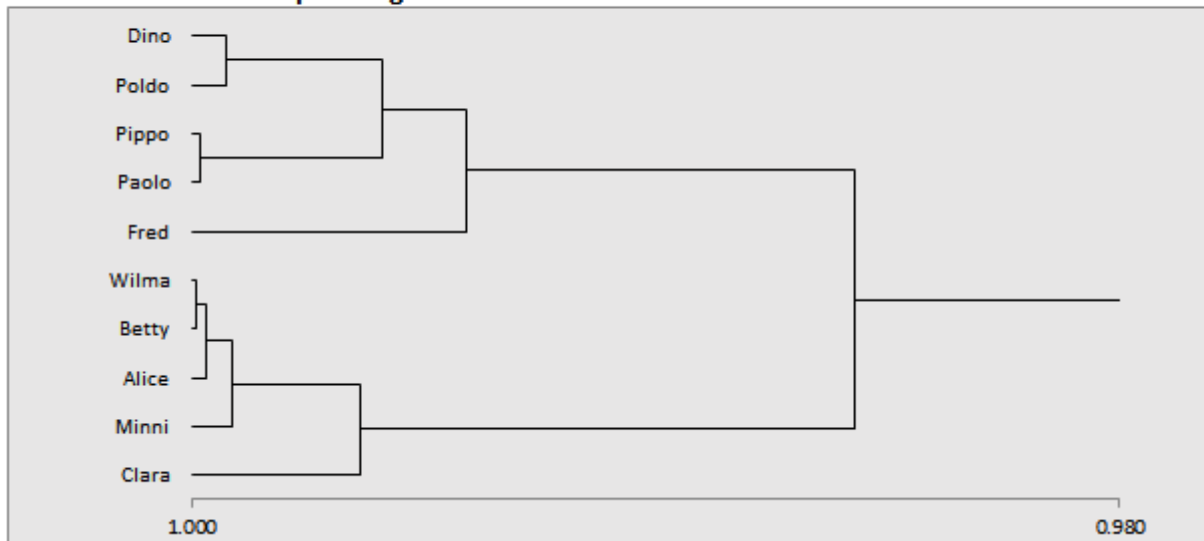 Dino
Poldo
Pippo
Paolo
Fred
Wilma
Betty
Alice
Minni
Clara
1.000 0.980